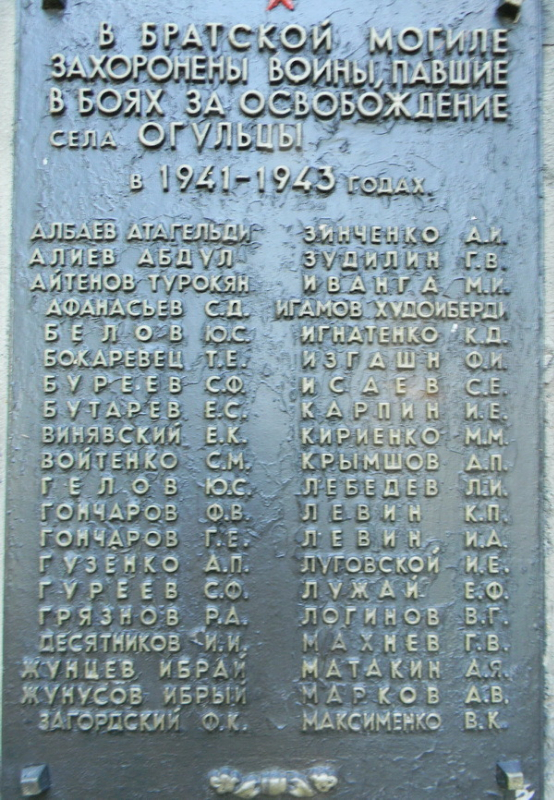 В БРАТСКОЙ МОГИЛЕ
ЗАХОРОНЕНЫ ВОИНЫ, ПАВШИЕ
В БОЯХ ЗА ОСВОБОЖДЕНИЕ
СЕЛА ОГУЛЬЦЫ
В 1941-1943 ГОДАХ.
АЛБАЕВ АТАГЕЛЬДИ
АЛИЕВ АБДУЛ
АЙТЕНОВ ТУРОКЯН
АФАНАСЬЕВ С.Д.
БЕЛОВ Ю.С.
БОКАРЕВЕЦ Т.Е.
БУРЕЕВ С.Ф.
БУТАРЕВ Е.С.
ВИНЯВСКИЙ Е.К.
ВОЙТЕНКО С.М.
ГЕЛОВ Ю.С.
ГОНЧАРОВ Ф.В.
ГОНЧАРОВ Г.Е.
ГУЗЕНКО А.П.
ГУРЕЕВ С.Ф.
ГРЯЗНОВ Р.А.
ДЕСЯТНИКОВ И.И.
ЖУНЦЕВ ИБРАЙ
ЖУНУСОВ ИБРЫЙ
ЗАГОРДСКИЙ Ф.К.
ЗИНЧЕНКО А.И.
ЗУДИЛИН Г.В.
ИВАНГА М.И.
ИГАМОВ ХУДОИБЕРДИ
ИГНАТЕНКО К.Д.
ИЗГАШН Ф.И.
ИСАЕВ С.Е.
КАРПИН И.Е.
КИРИЕНКО М.М.
КРЫМШОВ А.П.
ЛЕБЕДЕВ Л.И.
ЛЕВИН К.П.
ЛЕВИН И.А.
ЛУГОВСКОЙ И.Е.
ЛУЖАЙ Е.Ф.
ЛОГИНОВ В.Г.
МАХНЕВ Г.В.
МАТАКИН А.Я.
МАРКОВ А.В.
МАКСИМЕНКО В.К.